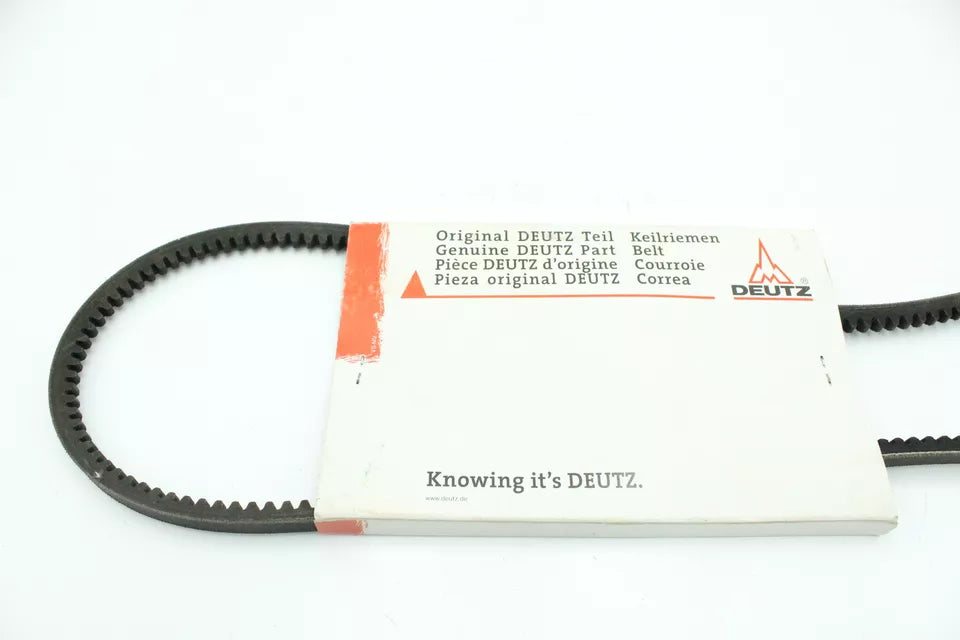 Original DEUTZ Teil Keilriemen
Genuine DEUTZ Part Belt
Pièce DEUTZ d'origine Courroie
Pieza original DEUTZ Correa
DEUTZ ®
Knowing it's DEUTZ.
www.deutz.de